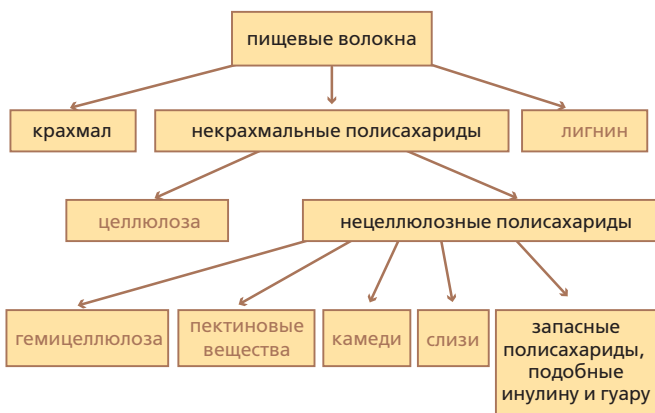 пищевые волокна
крахмал
некрахмальные полисахариды
лигнин
целлюлоза
нецеллюлозные полисахариды
гемицеллюлоза
пектиновые
вещества
камеди
слизи
запасные
полисахариды,
подобные
инулину и гуару